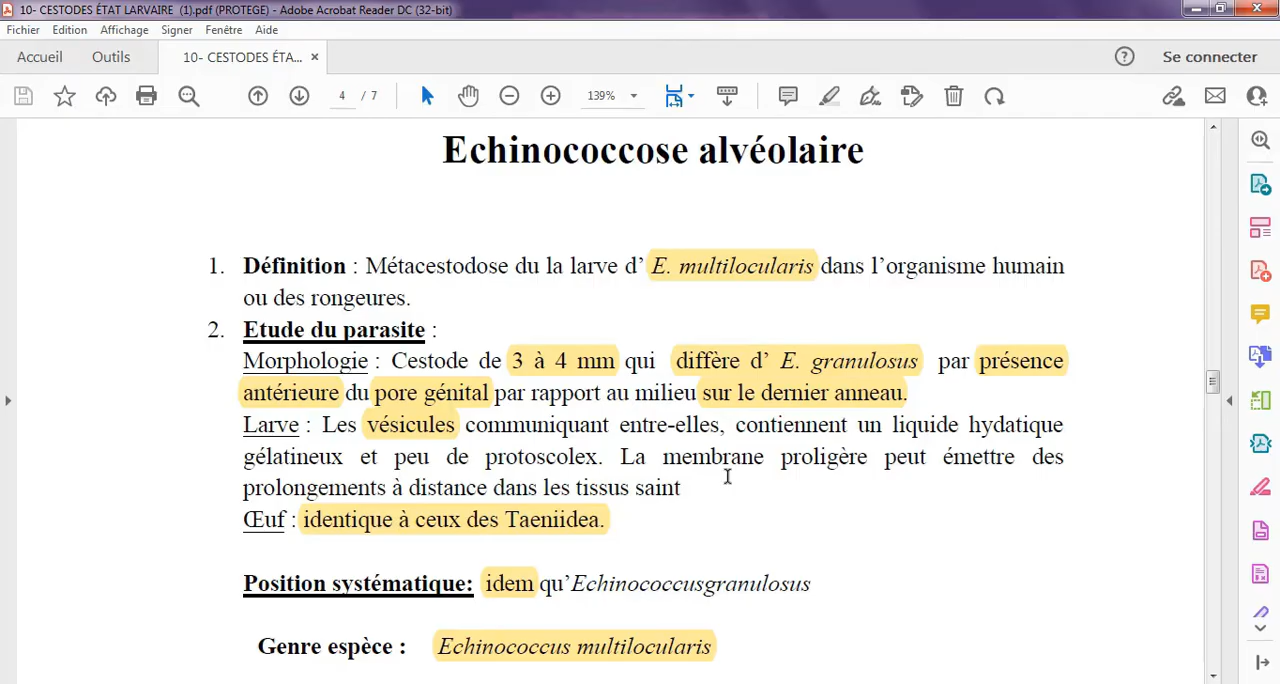 10- CESTODES ÉTAT LARVAIRE (1).pdf (PROTEGE) - Adobe Acrobat Reader DC (32-bit)
Fichier Edition Affichage Signer Fenêtre Aide
Accueil Outils 10- CESTODES ÉTA... × ? Se connecter
4 / 7 139%
Echinococcose alvéolaire
1. Définition : Métacestodose du la larve d’ E. multilocularis dans l’organisme humain
ou des rongeures.
2. Etude du parasite :
Morphologie : Cestode de 3 à 4 mm qui diffère d’ E. granulosus par présence
antérieure du pore génital par rapport au milieu sur le dernier anneau.
Larve : Les vésicules communiquant entre-elles, contiennent un liquide hydatique
gélatineux et peu de protoscolex. La membrane proligère peut émettre des
prolongements à distance dans les tissus saint
Œuf : identique à ceux des Taeniidea.
Position systématique: idem qu’Echinococcusgranulosus
Genre espèce : Echinococcus multilocularis